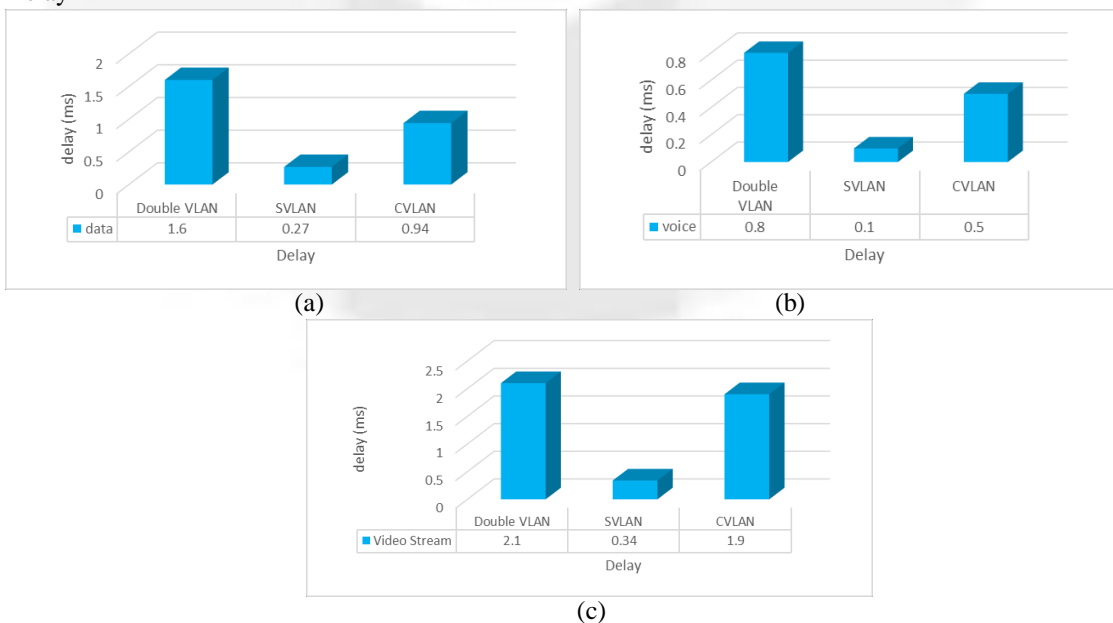 2
1.5
1
0.5
0
delay (ms)
Double VLAN SVLAN CVLAN
data 1.6 0.27 0.94
Delay
(a)
0.8
0.6
0.4
0.2
0
delay (ms)
Double VLAN SVLAN CVLAN
voice 0.8 0.1 0.5
Delay
(b)
2.5
2
1.5
1
0.5
0
delay (ms)
Double VLAN SVLAN CVLAN
Video Stream 2.1 0.34 1.9
Delay
(c)